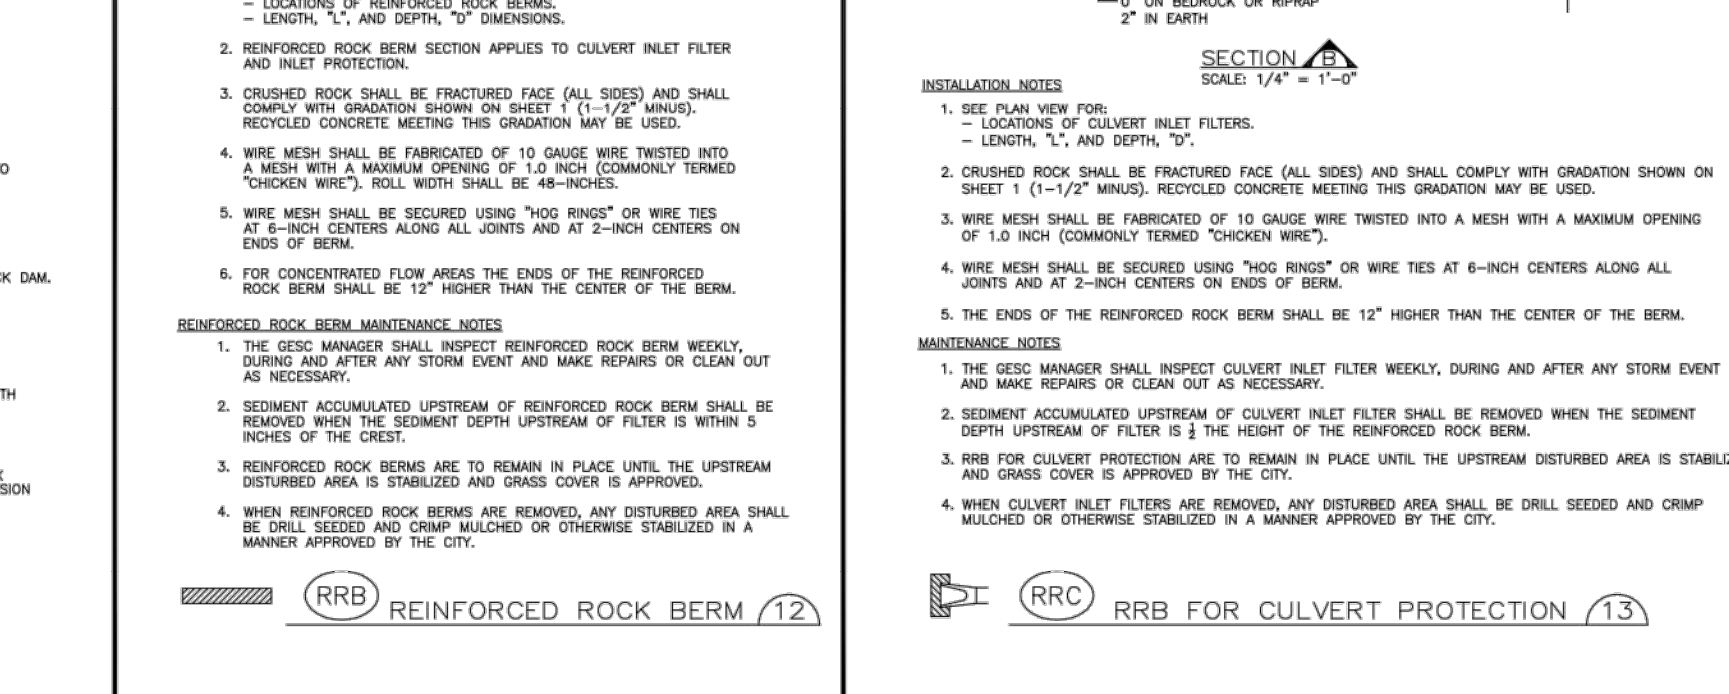 TO
CK DAM.
TH
SION
– LOCATIONS OF REINFORCED ROCK BERMS.
– LENGTH, "L", AND DEPTH, "D" DIMENSIONS.
2. REINFORCED ROCK BERM SECTION APPLIES TO CULVERT INLET FILTER
AND INLET PROTECTION.
3. CRUSHED ROCK SHALL BE FRACTURED FACE (ALL SIDES) AND SHALL
COMPLY WITH GRADATION SHOWN ON SHEET 1 (1–1/2" MINUS).
RECYCLED CONCRETE MEETING THIS GRADATION MAY BE USED.
4. WIRE MESH SHALL BE FABRICATED OF 10 GAUGE WIRE TWISTED INTO
A MESH WITH A MAXIMUM OPENING OF 1.0 INCH (COMMONLY TERMED
"CHICKEN WIRE"). ROLL WIDTH SHALL BE 48–INCHES.
5. WIRE MESH SHALL BE SECURED USING "HOG RINGS" OR WIRE TIES
AT 6–INCH CENTERS ALONG ALL JOINTS AND AT 2–INCH CENTERS ON
ENDS OF BERM.
6. FOR CONCENTRATED FLOW AREAS THE ENDS OF THE REINFORCED
ROCK BERM SHALL BE 12" HIGHER THAN THE CENTER OF THE BERM.
REINFORCED ROCK BERM MAINTENANCE NOTES
1. THE GESC MANAGER SHALL INSPECT REINFORCED ROCK BERM WEEKLY,
DURING AND AFTER ANY STORM EVENT AND MAKE REPAIRS OR CLEAN OUT
AS NECESSARY.
2. SEDIMENT ACCUMULATED UPSTREAM OF REINFORCED ROCK BERM SHALL BE
REMOVED WHEN THE SEDIMENT DEPTH UPSTREAM OF FILTER IS WITHIN 5
INCHES OF THE CREST.
3. REINFORCED ROCK BERMS ARE TO REMAIN IN PLACE UNTIL THE UPSTREAM
DISTURBED AREA IS STABILIZED AND GRASS COVER IS APPROVED.
4. WHEN REINFORCED ROCK BERMS ARE REMOVED, ANY DISTURBED AREA SHALL
BE DRILL SEEDED AND CRIMP MULCHED OR OTHERWISE STABILIZED IN A
MANNER APPROVED BY THE CITY.
RRB REINFORCED ROCK BERM 12
0" ON BEDROCK OR RIPRAP
2" IN EARTH
SECTION B
SCALE: 1/4" = 1'–0"
INSTALLATION NOTES
1. SEE PLAN VIEW FOR:
– LOCATIONS OF CULVERT INLET FILTERS.
– LENGTH, "L", AND DEPTH, "D".
2. CRUSHED ROCK SHALL BE FRACTURED FACE (ALL SIDES) AND SHALL COMPLY WITH GRADATION SHOWN ON
SHEET 1 (1–1/2" MINUS). RECYCLED CONCRETE MEETING THIS GRADATION MAY BE USED.
3. WIRE MESH SHALL BE FABRICATED OF 10 GAUGE WIRE TWISTED INTO A MESH WITH A MAXIMUM OPENING
OF 1.0 INCH (COMMONLY TERMED "CHICKEN WIRE").
4. WIRE MESH SHALL BE SECURED USING "HOG RINGS" OR WIRE TIES AT 6–INCH CENTERS ALONG ALL
JOINTS AND AT 2–INCH CENTERS ON ENDS OF BERM.
5. THE ENDS OF THE REINFORCED ROCK BERM SHALL BE 12" HIGHER THAN THE CENTER OF THE BERM.
MAINTENANCE NOTES
1. THE GESC MANAGER SHALL INSPECT CULVERT INLET FILTER WEEKLY, DURING AND AFTER ANY STORM EVENT
AND MAKE REPAIRS OR CLEAN OUT AS NECESSARY.
2. SEDIMENT ACCUMULATED UPSTREAM OF CULVERT INLET FILTER SHALL BE REMOVED WHEN THE SEDIMENT
DEPTH UPSTREAM OF FILTER IS ½ THE HEIGHT OF THE REINFORCED ROCK BERM.
3. RRB FOR CULVERT PROTECTION ARE TO REMAIN IN PLACE UNTIL THE UPSTREAM DISTURBED AREA IS STABILIZ
AND GRASS COVER IS APPROVED BY THE CITY.
4. WHEN CULVERT INLET FILTERS ARE REMOVED, ANY DISTURBED AREA SHALL BE DRILL SEEDED AND CRIMP
MULCHED OR OTHERWISE STABILIZED IN A MANNER APPROVED BY THE CITY.
RRC RRB FOR CULVERT PROTECTION 13